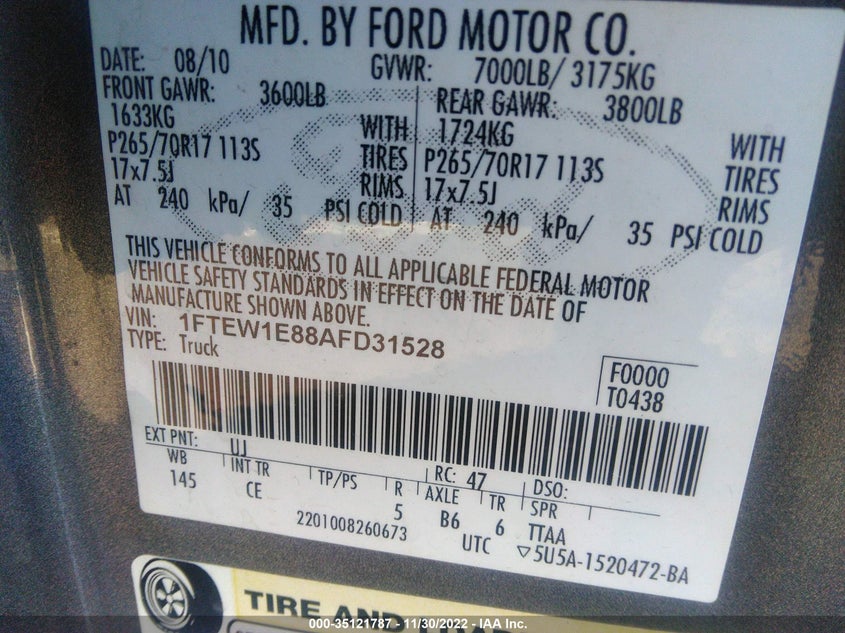 MFD. BY FORD MOTOR CO.
DATE: 08/10 GVWR: 7000LB/ 3175KG
FRONT GAWR: 3600LB REAR GAWR: 3800LB
1633KG WITH 1724KG WITH
P265/70R17 113S TIRES P265/70R17 113S TIRES
17x7.5J RIMS 17x7.5J RIMS
AT 240 kPa/ 35 PSI COLD AT 240 kPa/ 35 PSI COLD
THIS VEHICLE CONFORMS TO ALL APPLICABLE FEDERAL MOTOR
VEHICLE SAFETY STANDARDS IN EFFECT ON THE DATE OF
MANUFACTURE SHOWN ABOVE.
VIN: 1FTEW1E88AFD31528
TYPE: Truck
F0000
T0438
EXT PNT: UJ RC: 47 DSO:
WB INT TR TP/PS R AXLE TR SPR
145 CE 5 B6 6 TTAA
2201008260673 UTC ▽5U5A-1520472-BA
TIRE AND
000-35121787 - 11/30/2022 - IAA Inc.